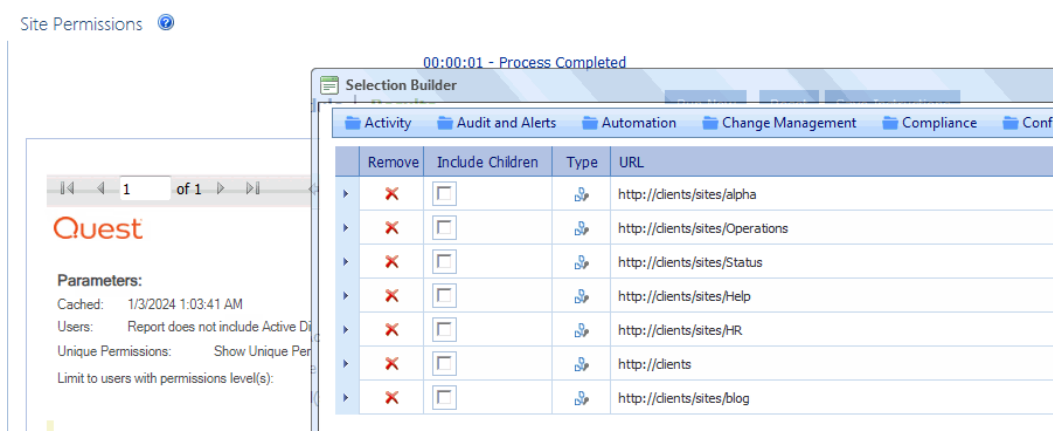 Site Permissions
00:00:01 - Process Completed
Selection Builder
Activity Audit and Alerts Automation Change Management Compliance Conf
Remove Include Children Type URL
http://clients/sites/alpha
http://clients/sites/Operations
http://clients/sites/Status
http://clients/sites/Help
http://clients/sites/HR
http://clients
http://clients/sites/blog
1 of 1
Quest
Parameters:
Cached: 1/3/2024 1:03:41 AM
Users: Report does not include Active Di
Unique Permissions: Show Unique Per
Limit to users with permissions level(s):